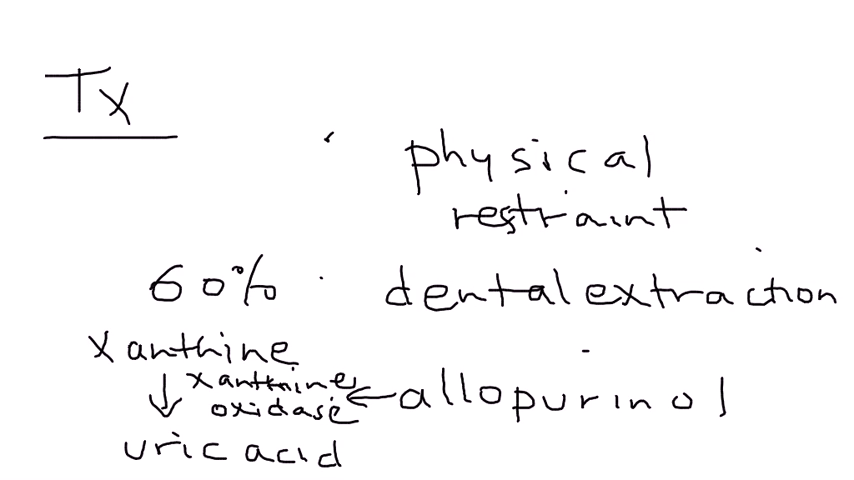 Tx
physical
restraint
60% dental extraction
xanthine
xanthine
oxidase ← allopurinol
↓
uric acid